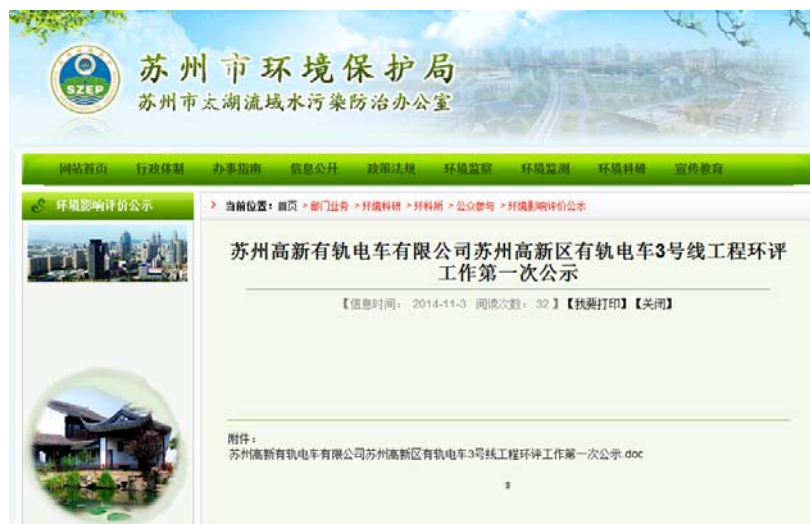 SZEP
苏州市环境保护局
苏州市太湖流域水污染防治办公室
网站首页 行政体制 办事指南 信息公开 政策法规 环境监察 环境监测 环境科研 宣传教育
环境影响评价公示
> 当前位置：首页 > 部门业务 > 环境科研 > 环科所 > 公众参与 > 环境影响评价公示
苏州高新有轨电车有限公司苏州高新区有轨电车3号线工程环评
工作第一次公示
【信息时间： 2014-11-3 阅读次数： 32 】【我要打印】【关闭】
附件：
苏州高新有轨电车有限公司苏州高新区有轨电车3号线工程环评工作第一次公示.doc